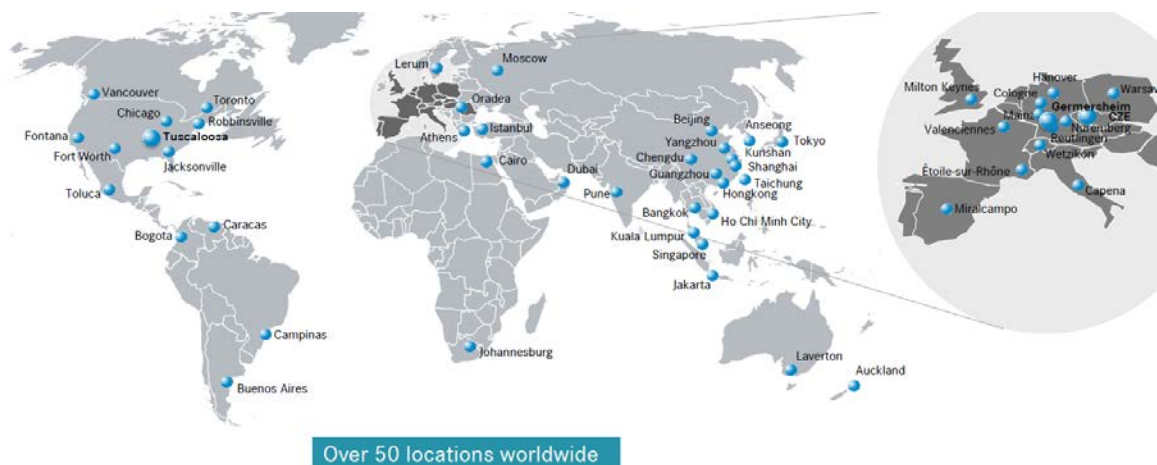 Lerum
Moscow
Vancouver
Toronto
Chicago
Robbinsville
Fontana
Tuscaloosa
Fort Worth
Jacksonville
Toluca
Bogota
Caracas
Campinas
Buenos Aires
Oradea
Athens
Istanbul
Cairo
Dubai
Johannesburg
Beijing
Anseong
Tokyo
Yangzhou
Kunshan
Chengdu
Shanghai
Guangzhou
Taichung
Pune
Hongkong
Bangkok
Ho Chi Minh City
Kuala Lumpur
Singapore
Jakarta
Laverton
Auckland
Hanover
Milton Keynes
Cologne
Warsaw
Mainz
Germersheim
CZE
Valenciennes
Nuremberg
Reutlingen
Wetzikon
Êtoile-sur-Rhône
Capena
Miralcampo
Over 50 locations worldwide